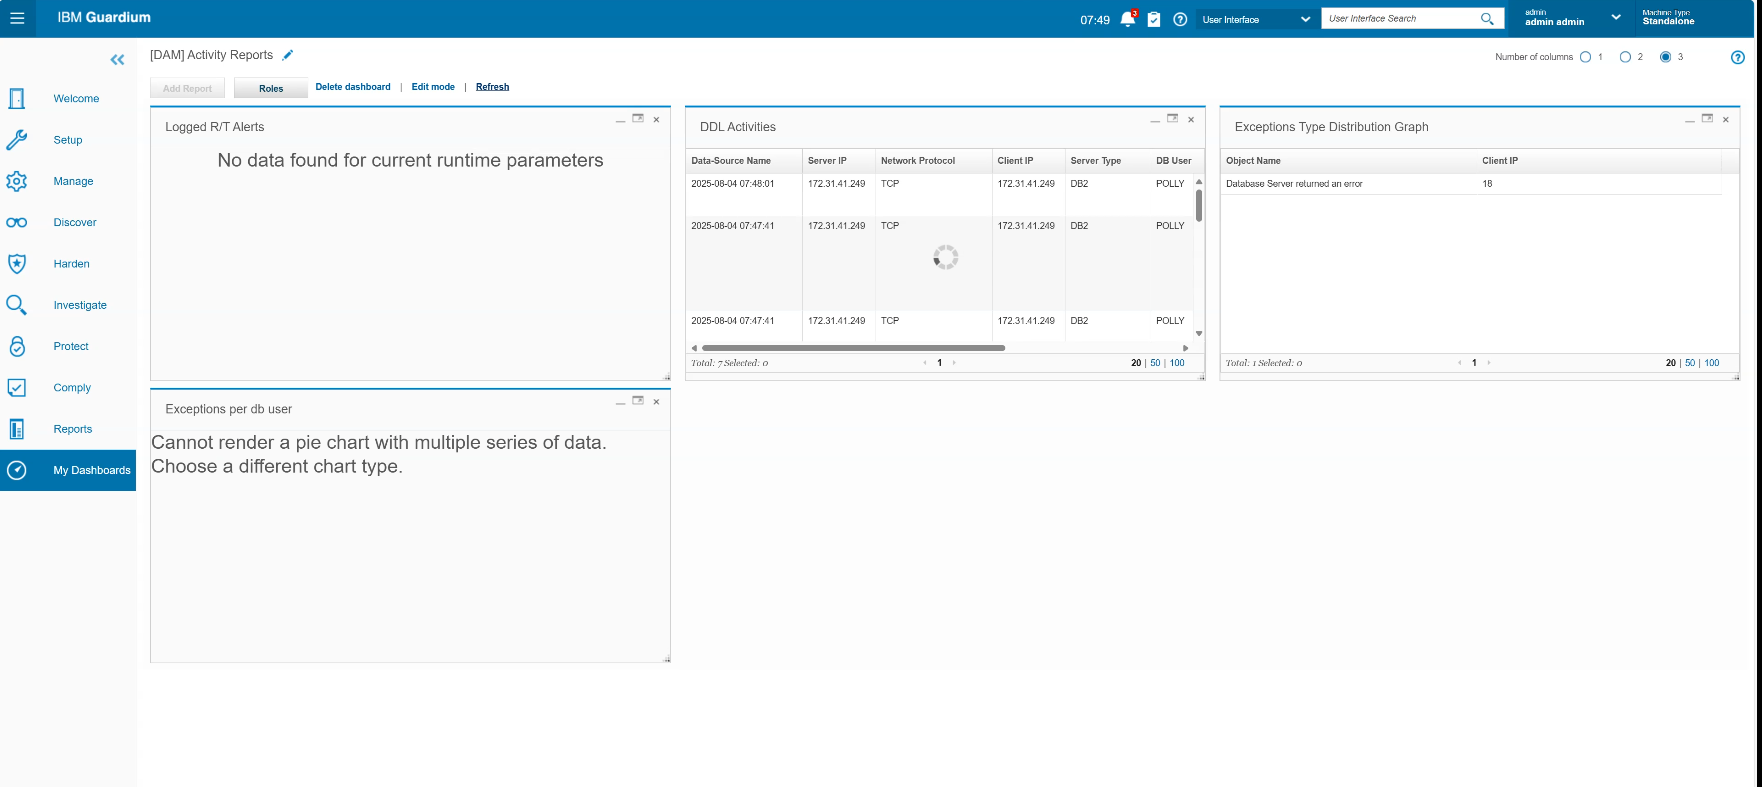 IBM Guardium
07:49
3
User Interface
User Interface Search
admin
admin admin
Machine Type
Standalone
[DAM] Activity Reports
Number of columns 1 2 3
Add Report
Roles
Delete dashboard | Edit mode | Refresh
Welcome
Setup
Manage
Discover
Harden
Investigate
Protect
Comply
Reports
My Dashboards
Logged R/T Alerts
No data found for current runtime parameters
DDL Activities
Data-Source Name Server IP Network Protocol Client IP Server Type DB User
2025-08-04 07:48:01 172.31.41.249 TCP 172.31.41.249 DB2 POLLY
2025-08-04 07:47:41 172.31.41.249 TCP 172.31.41.249 DB2 POLLY
2025-08-04 07:47:41 172.31.41.249 TCP 172.31.41.249 DB2 POLLY
Total: 7 Selected: 0 1 20 | 50 | 100
Exceptions Type Distribution Graph
Object Name Client IP
Database Server returned an error 18
Total: 1 Selected: 0 1 20 | 50 | 100
Exceptions per db user
Cannot render a pie chart with multiple series of data.
Choose a different chart type.